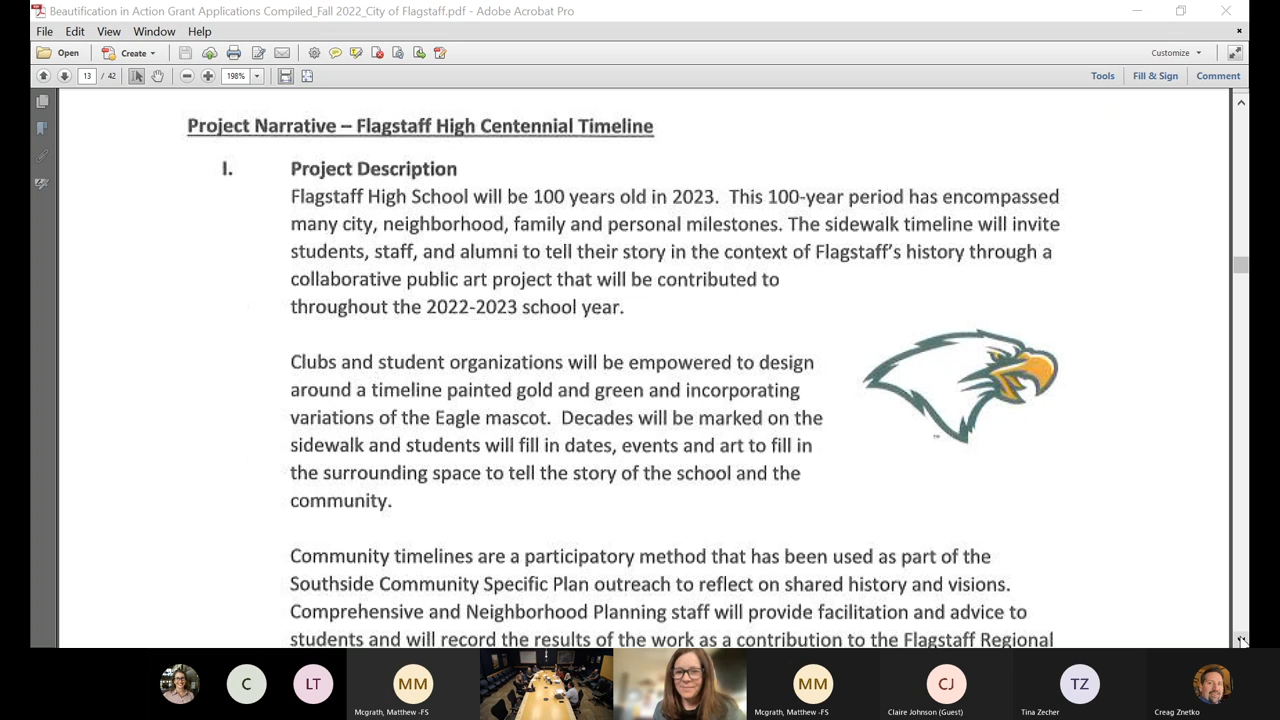 Beautification in Action Grant Applications Compiled_Fall 2022_City of Flagstaff.pdf - Adobe Acrobat Pro
File Edit View Window Help
Open Create Customize
13 / 42 198% Tools Fill & Sign Comment
Project Narrative – Flagstaff High Centennial Timeline
I. Project Description
Flagstaff High School will be 100 years old in 2023. This 100-year period has encompassed
many city, neighborhood, family and personal milestones. The sidewalk timeline will invite
students, staff, and alumni to tell their story in the context of Flagstaff's history through a
collaborative public art project that will be contributed to
throughout the 2022-2023 school year.
Clubs and student organizations will be empowered to design
around a timeline painted gold and green and incorporating
variations of the Eagle mascot. Decades will be marked on the
sidewalk and students will fill in dates, events and art to fill in
the surrounding space to tell the story of the school and the
community.
TM
Community timelines are a participatory method that has been used as part of the
Southside Community Specific Plan outreach to reflect on shared history and visions.
Comprehensive and Neighborhood Planning staff will provide facilitation and advice to
students and will record the results of the work as a contribution to the Flagstaff Regional
C LT MM MM CJ TZ
Mcgrath, Matthew -FS Mcgrath, Matthew -FS Claire Johnson (Guest) Tina Zecher Creag Znetko